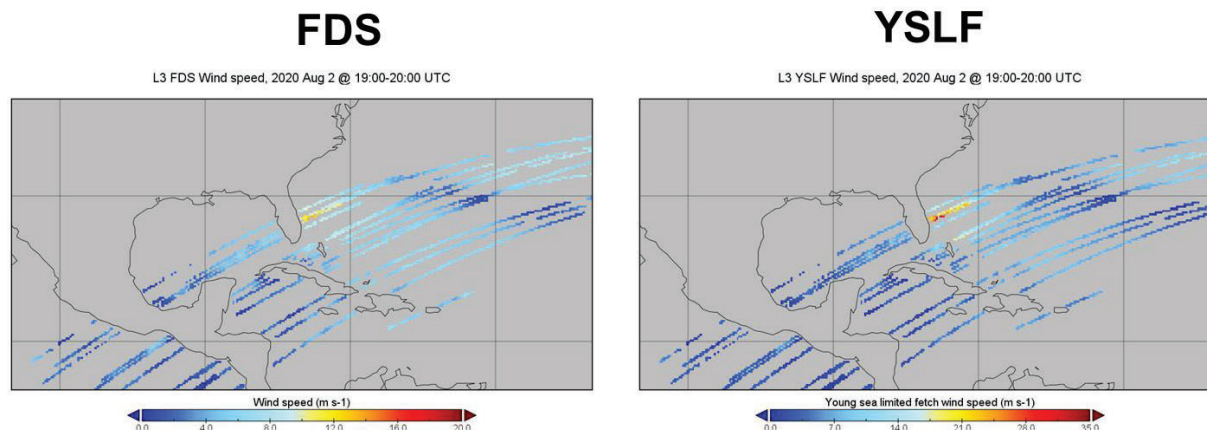 FDS
L3 FDS Wind speed, 2020 Aug 2 @ 19:00-20:00 UTC
Wind speed (m s-1)
0.0 4.0 8.0 12.0 16.0 20.0
YSLF
L3 YSLF Wind speed, 2020 Aug 2 @ 19:00-20:00 UTC
Young sea limited fetch wind speed (m s-1)
0.0 7.0 14.0 21.0 28.0 35.0